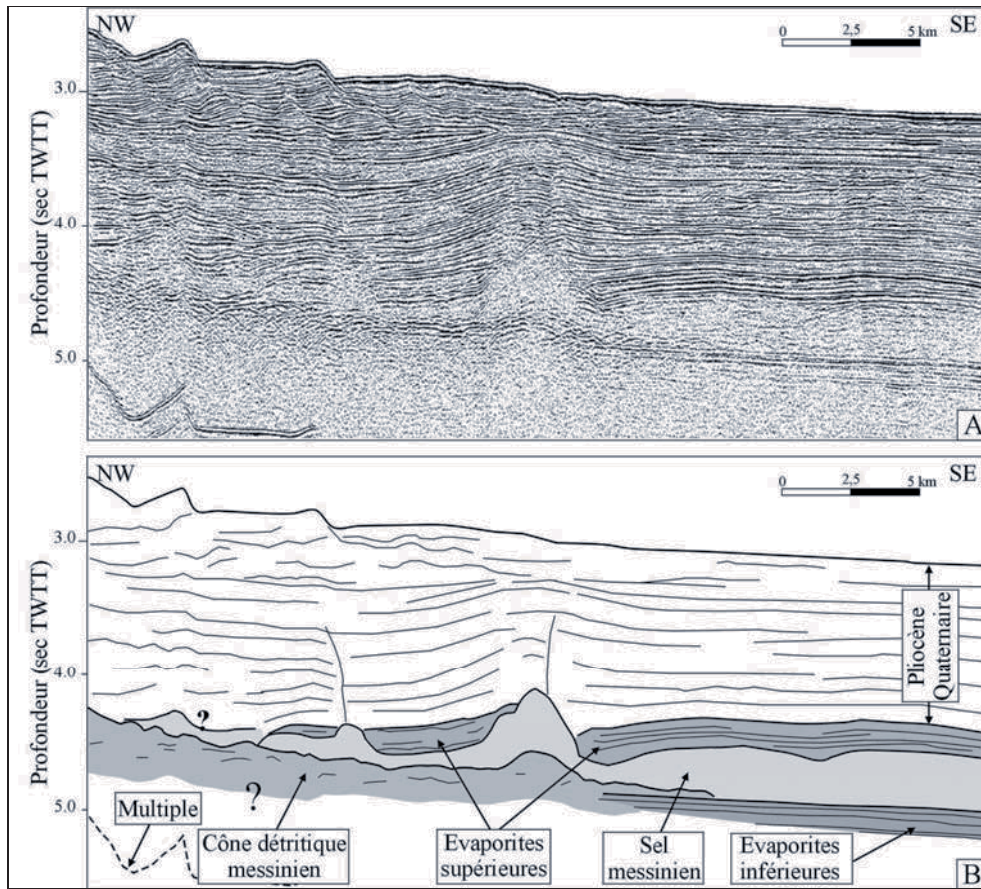 NW
SE
0 2,5 5 km
3.0
4.0
5.0
Profondeur (sec TWTT)
A
NW
SE
0 2,5 5 km
3.0
4.0
5.0
Profondeur (sec TWTT)
Pliocène
Quaternaire
?
?
Multiple
Cône détritique
messinien
Evaporites
supérieures
Sel
messinien
Evaporites
inférieures
B